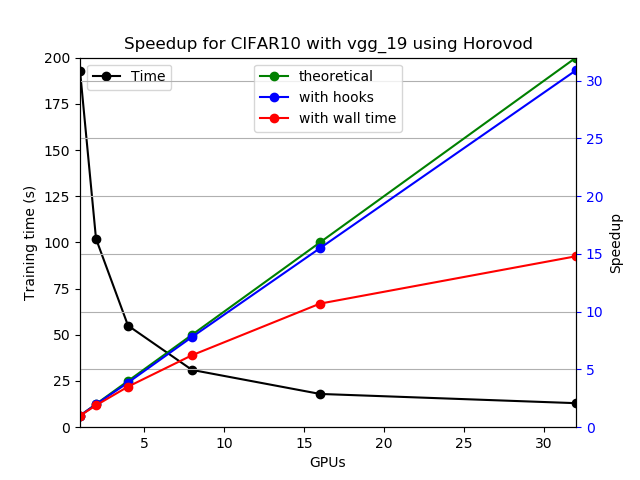 Speedup for CIFAR10 with vgg_19 using Horovod
Time
theoretical
with hooks
with wall time
Training time (s)
200
175
150
125
100
75
50
25
0
30
25
20
15
10
5
0
Speedup
5
10
15
20
25
30
GPUs